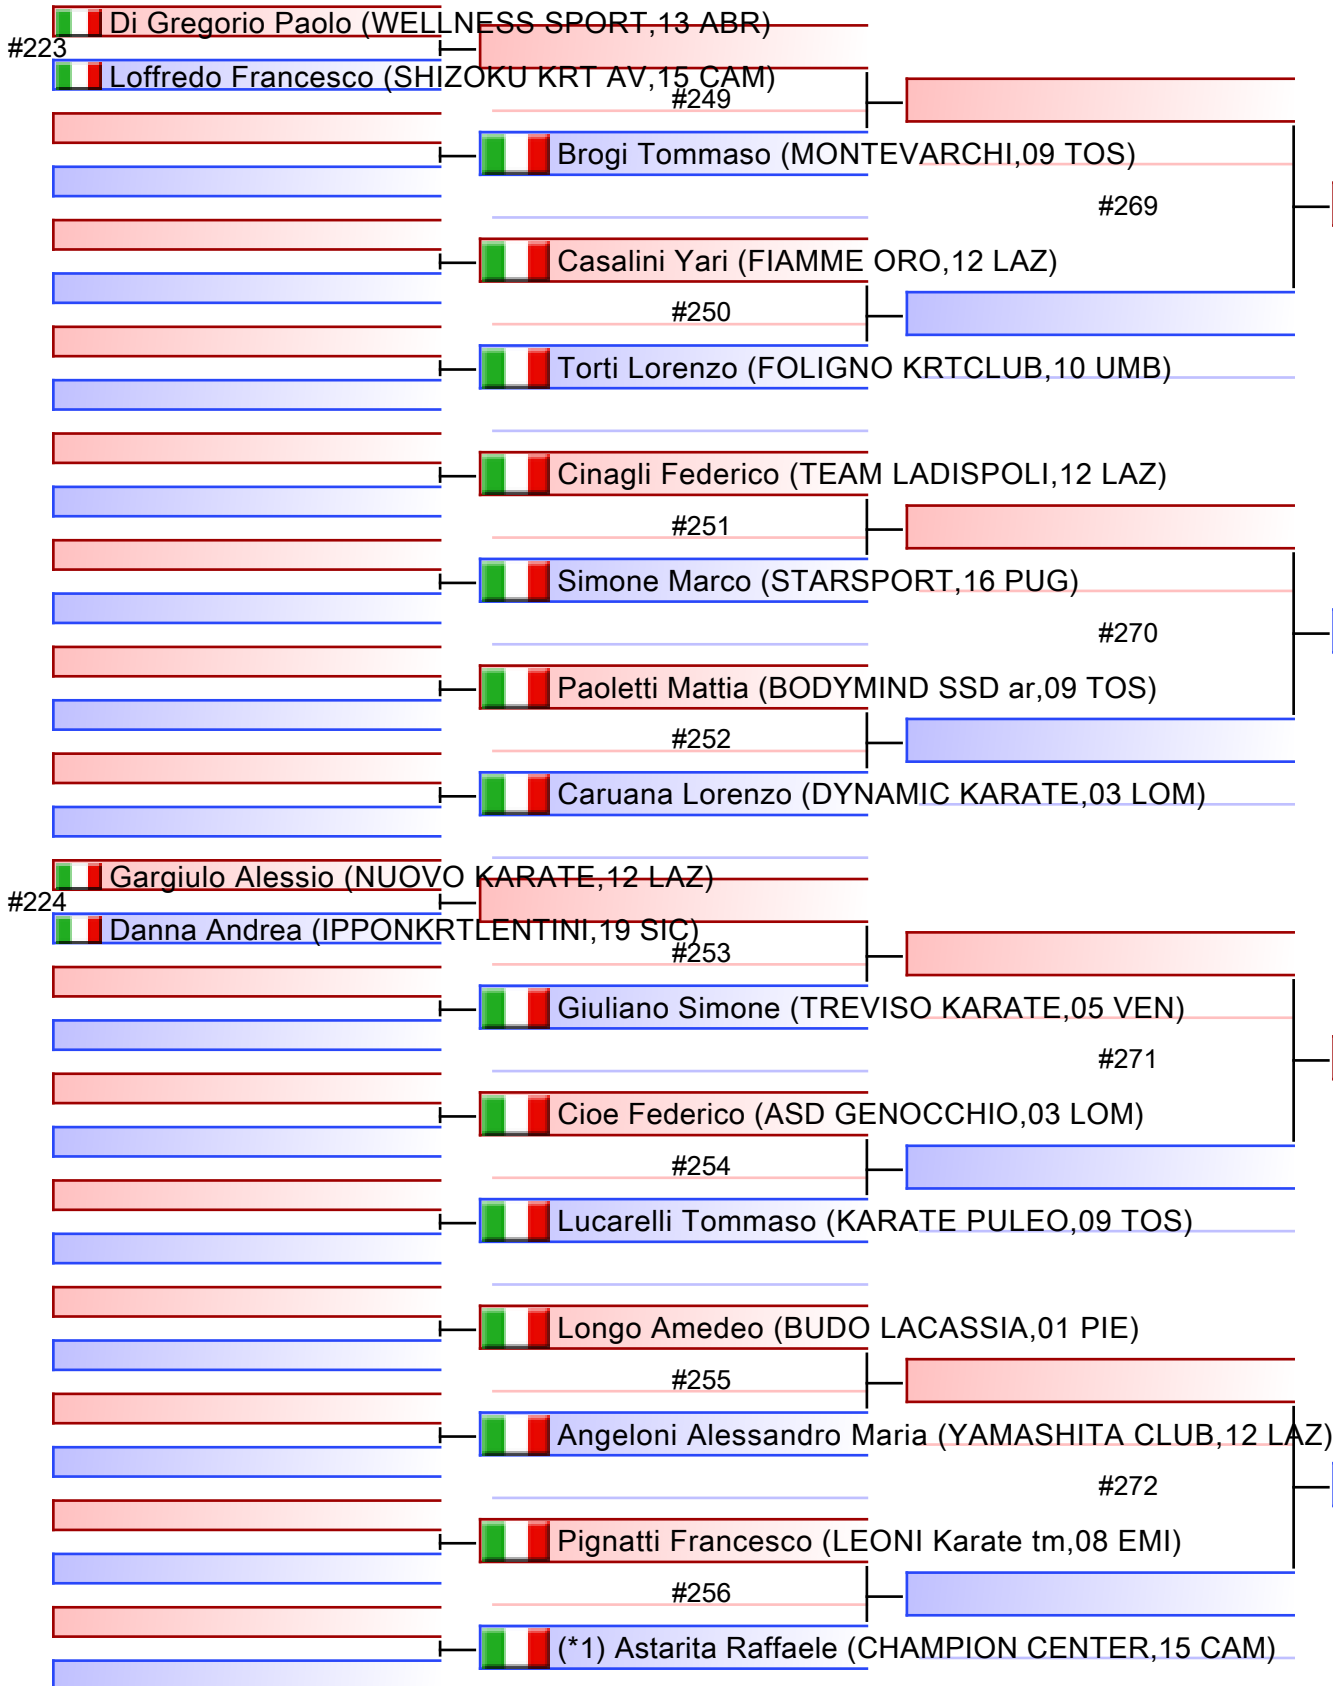 Di Gregorio Paolo (WELLNESS SPORT,13 ABR)
#223
Loffredo Francesco (SHIZOKU KRT AV,15 CAM)
#249
Brogi Tommaso (MONTEVARCHI,09 TOS)
#269
Casalini Yari (FIAMME ORO,12 LAZ)
#250
Torti Lorenzo (FOLIGNO KRTCLUB,10 UMB)
Cinagli Federico (TEAM LADISPOLI,12 LAZ)
#251
Simone Marco (STARSPORT,16 PUG)
#270
Paoletti Mattia (BODYMIND SSD ar,09 TOS)
#252
Caruana Lorenzo (DYNAMIC KARATE,03 LOM)
Gargiulo Alessio (NUOVO KARATE,12 LAZ)
#224
Danna Andrea (IPPONKRTLENTINI,19 SIC)
#253
Giuliano Simone (TREVISO KARATE,05 VEN)
#271
Cioe Federico (ASD GENOCCHIO,03 LOM)
#254
Lucarelli Tommaso (KARATE PULEO,09 TOS)
Longo Amedeo (BUDO LACASSIA,01 PIE)
#255
Angeloni Alessandro Maria (YAMASHITA CLUB,12 LAZ)
#272
Pignatti Francesco (LEONI Karate tm,08 EMI)
#256
(*1) Astarita Raffaele (CHAMPION CENTER,15 CAM)